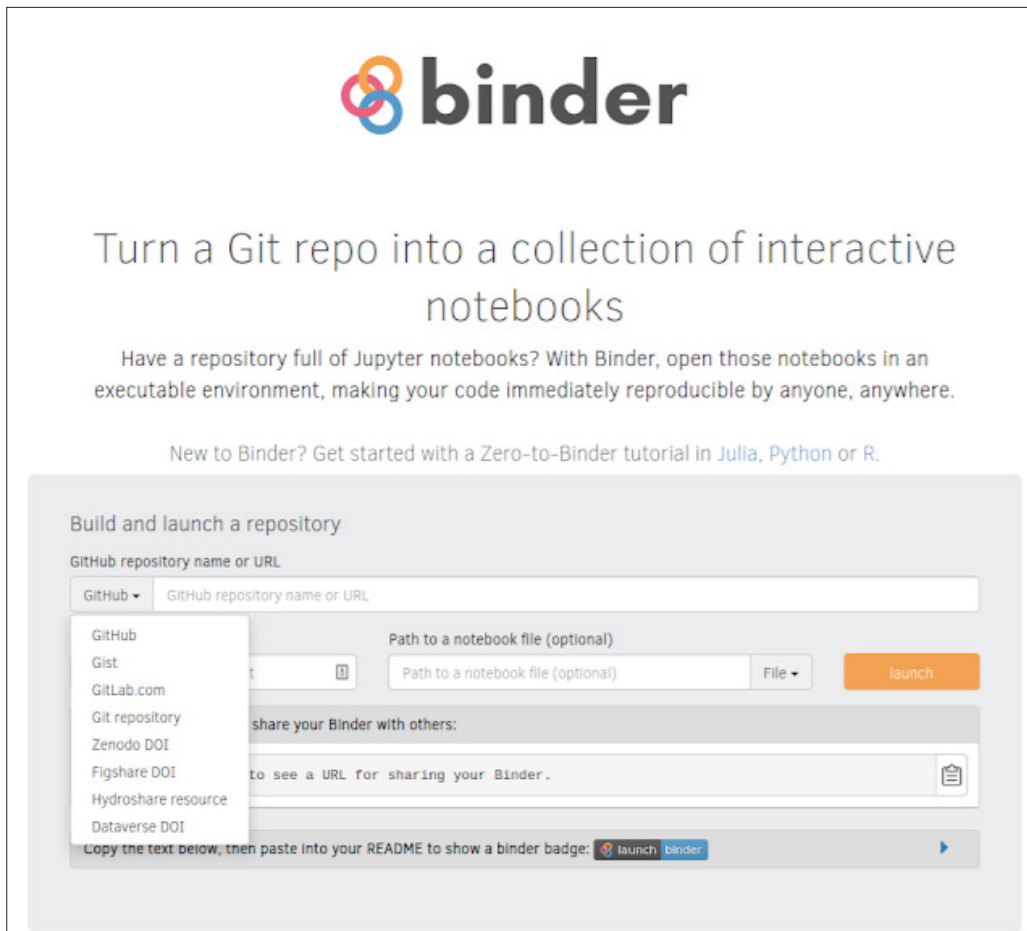 binder
Turn a Git repo into a collection of interactive
notebooks
Have a repository full of Jupyter notebooks? With Binder, open those notebooks in an
executable environment, making your code immediately reproducible by anyone, anywhere.
New to Binder? Get started with a Zero-to-Binder tutorial in Julia, Python or R.
Build and launch a repository
GitHub repository name or URL
GitHub GitHub repository name or URL
GitHub
Gist
GitLab.com
Git repository
Zenodo DOI
Figshare DOI
Hydroshare resource
Dataverse DOI
Path to a notebook file (optional)
t Path to a notebook file (optional) File launch
share your Binder with others:
to see a URL for sharing your Binder.
Copy the text below, then paste into your README to show a binder badge: launch binder